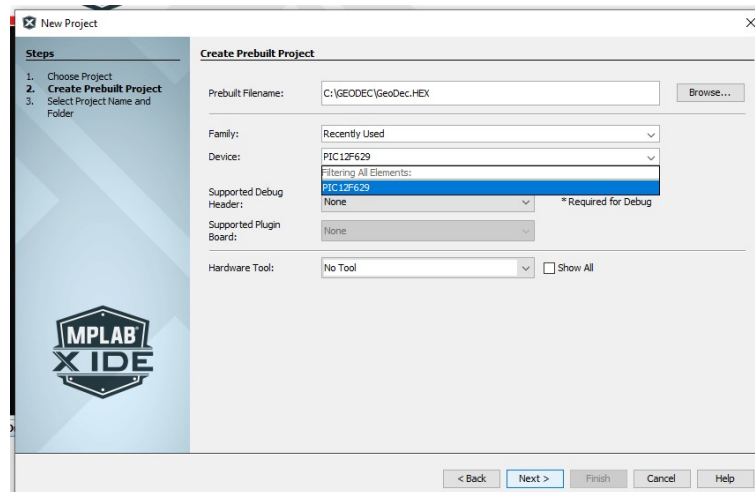 New Project
Steps
1. Choose Project
2. Create Prebuilt Project
3. Select Project Name and
Folder
Create Prebuilt Project
Prebuilt Filename: C:\GEODEC\GeoDec.HEX Browse...
Family: Recently Used
Device: PIC12F629
Filtering All Elements:
PIC12F629
Supported Debug
Header: None * Required for Debug
Supported Plugin
Board: None
Hardware Tool: No Tool Show All
MPLAB
X IDE
< Back Next > Finish Cancel Help